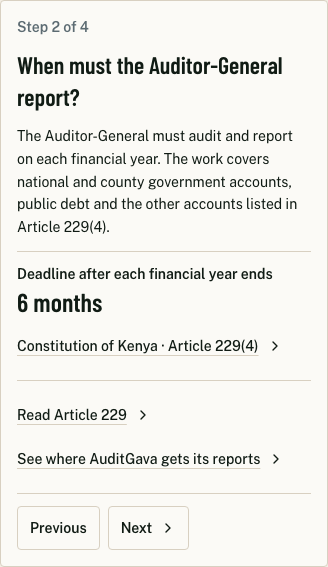 Step 2 of 4
When must the Auditor-General
report?
The Auditor-General must audit and report
on each financial year. The work covers
national and county government accounts,
public debt and the other accounts listed in
Article 229(4).
Deadline after each financial year ends
6 months
Constitution of Kenya · Article 229(4)
Read Article 229
See where AuditGava gets its reports
Previous
Next